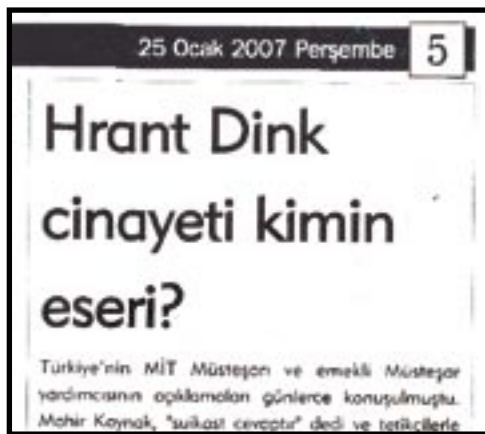 25 Ocak 2007 Perşembe 5
Hrant Dink
cinayeti kimin
eseri?
Türkiye'nin MİT Müsteşarı ve emekli Müsteşar
yardımcısının açıklamaları günlerce konuşulmuştu.
Mahir Kaynak, "suikast cevaptır" dedi ve tetikçilerle